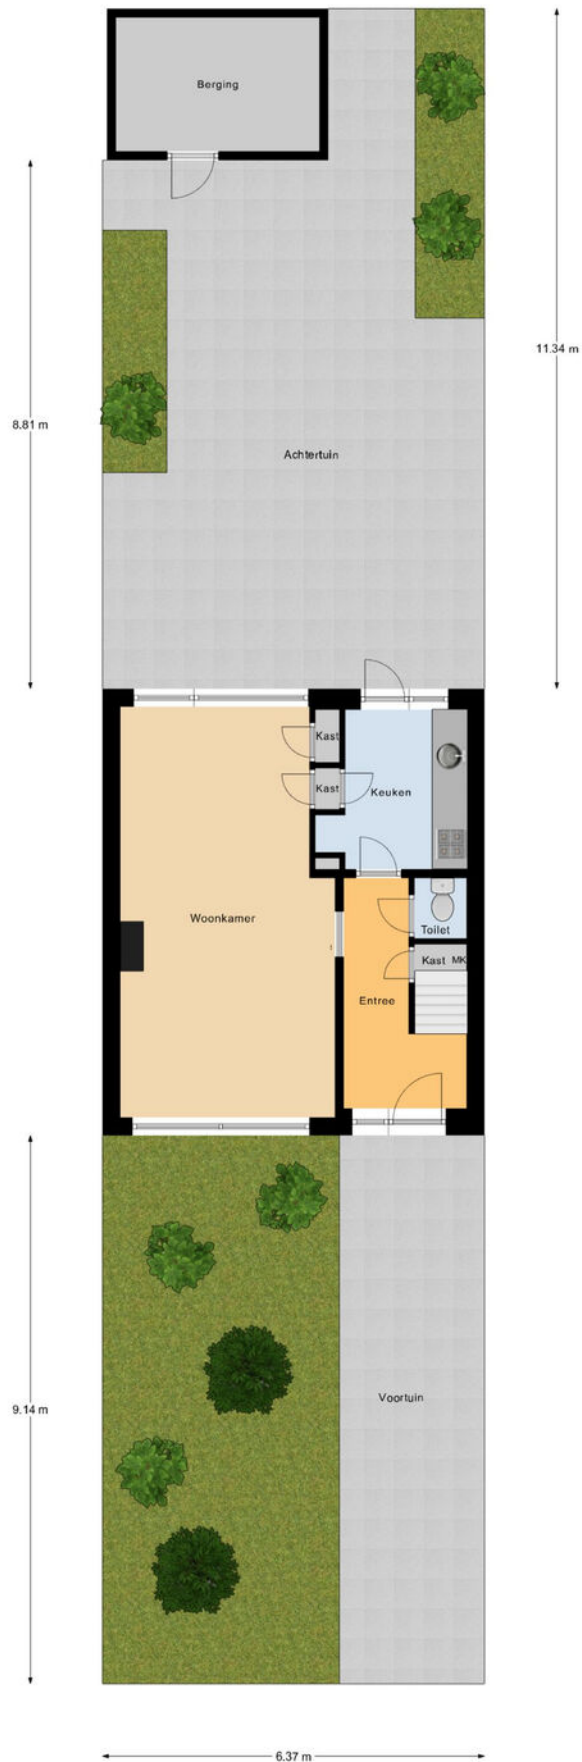 Berging
11.34 m
8.81 m
Achtertuin
Kast
Kast
Keuken
Woonkamer
Toilet
Kast MK
Entree
Voortuin
9.14 m
6.37 m